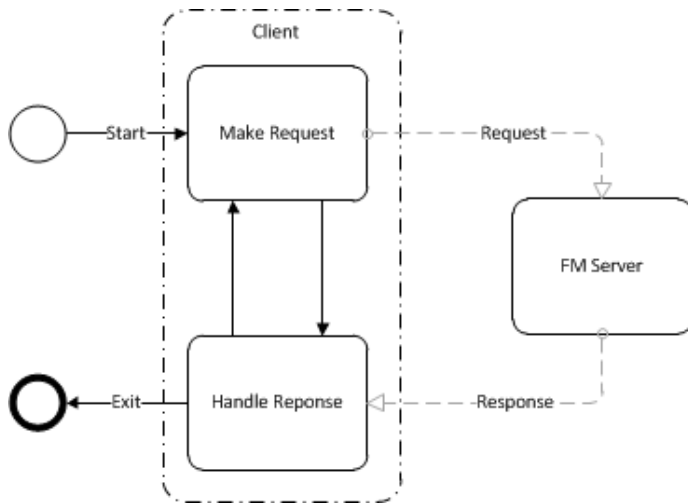 Client
Start
Make Request
Request
FM Server
Exit
Handle Reponse
Response